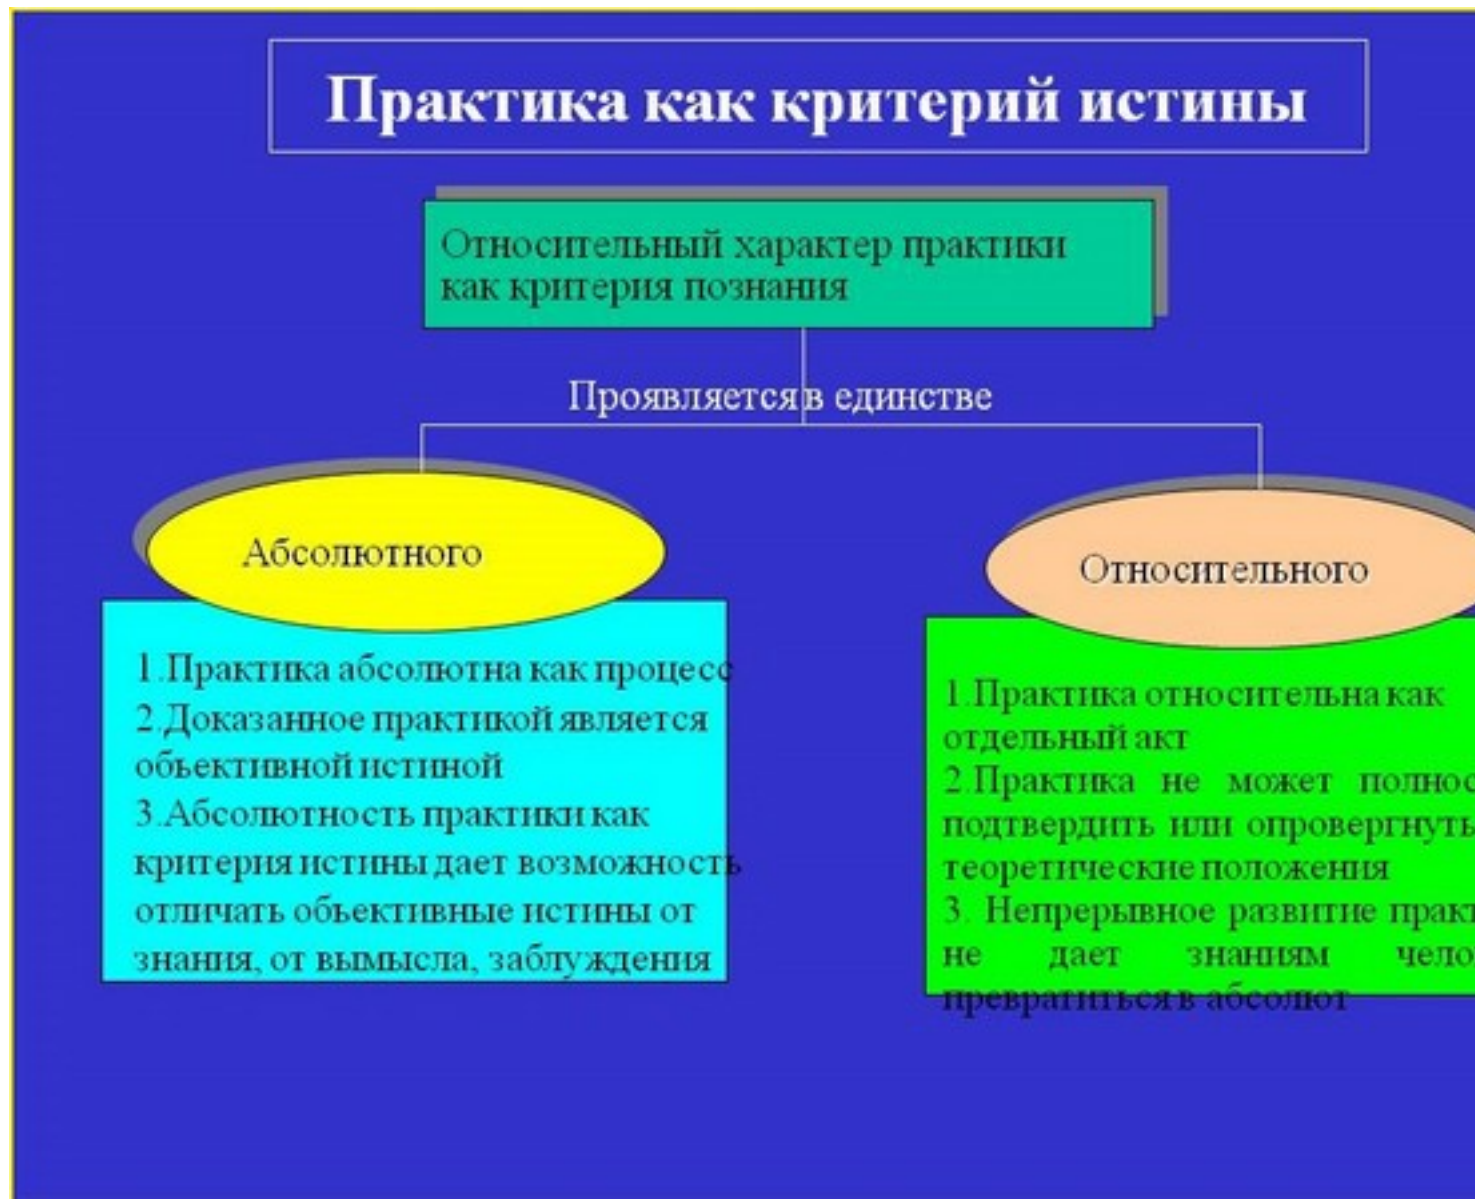 Практика как критерий истины
Относительный характер практики
как критерия познания
Проявляется в единстве
Абсолютного
1.Практика абсолютна как процесс
2.Доказанное практикой является
обьективной истиной
3.Абсолютность практики как
критерия истины дает возможность
отличать обьективные истины от
знания, от вымысла, заблуждения
Относительного
1.Практика относительна как
отдельный акт
2.Практика не может
подтвердить или опровергнуть
теоретические положения
3. Непрерывное развитие
не дает знаниям
превратиться в абсолют